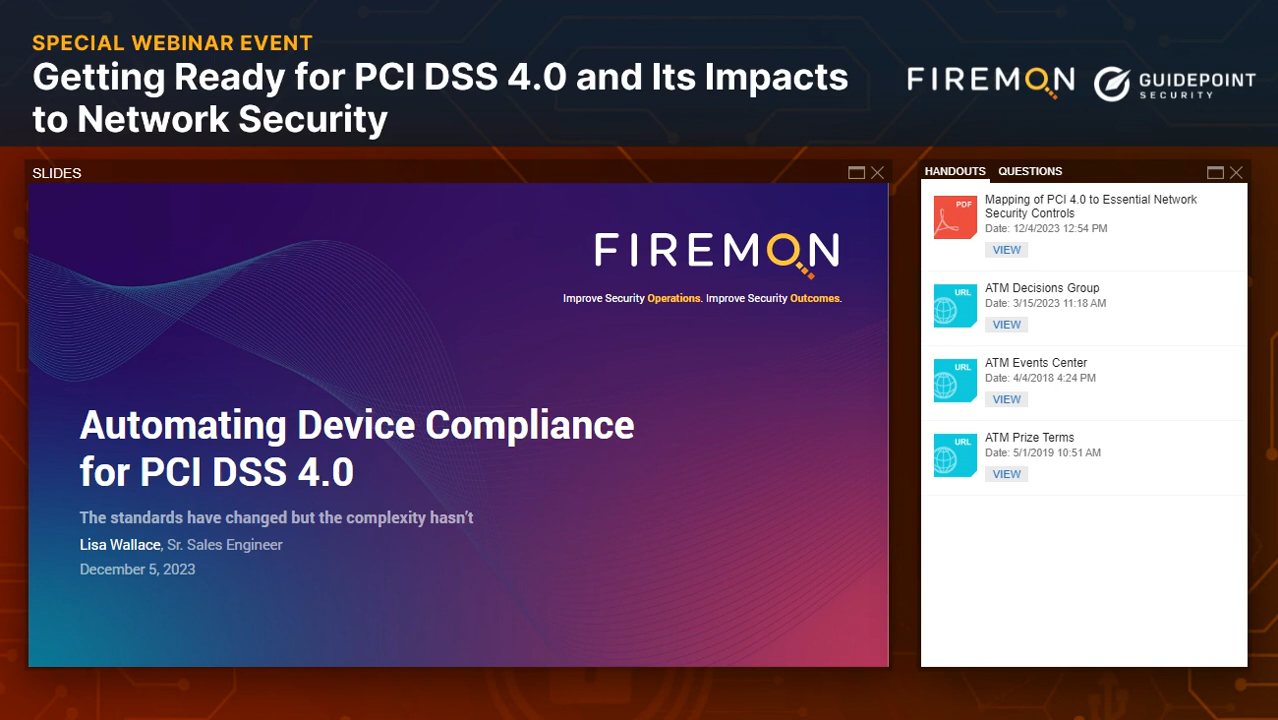 SPECIAL WEBINAR EVENT
Getting Ready for PCI DSS 4.0 and Its Impacts
to Network Security
FIREMON
GUIDEPOINT
SECURITY
SLIDES
FIREMON
Improve Security Operations. Improve Security Outcomes.
Automating Device Compliance
for PCI DSS 4.0
The standards have changed but the complexity hasn't
Lisa Wallace, Sr. Sales Engineer
December 5, 2023
HANDOUTS QUESTIONS
PDF
Mapping of PCI 4.0 to Essential Network
Security Controls
Date: 12/4/2023 12:54 PM
VIEW
URL
ATM Decisions Group
Date: 3/15/2023 11:18 AM
VIEW
URL
ATM Events Center
Date: 4/4/2018 4:24 PM
VIEW
URL
ATM Prize Terms
Date: 5/1/2019 10:51 AM
VIEW